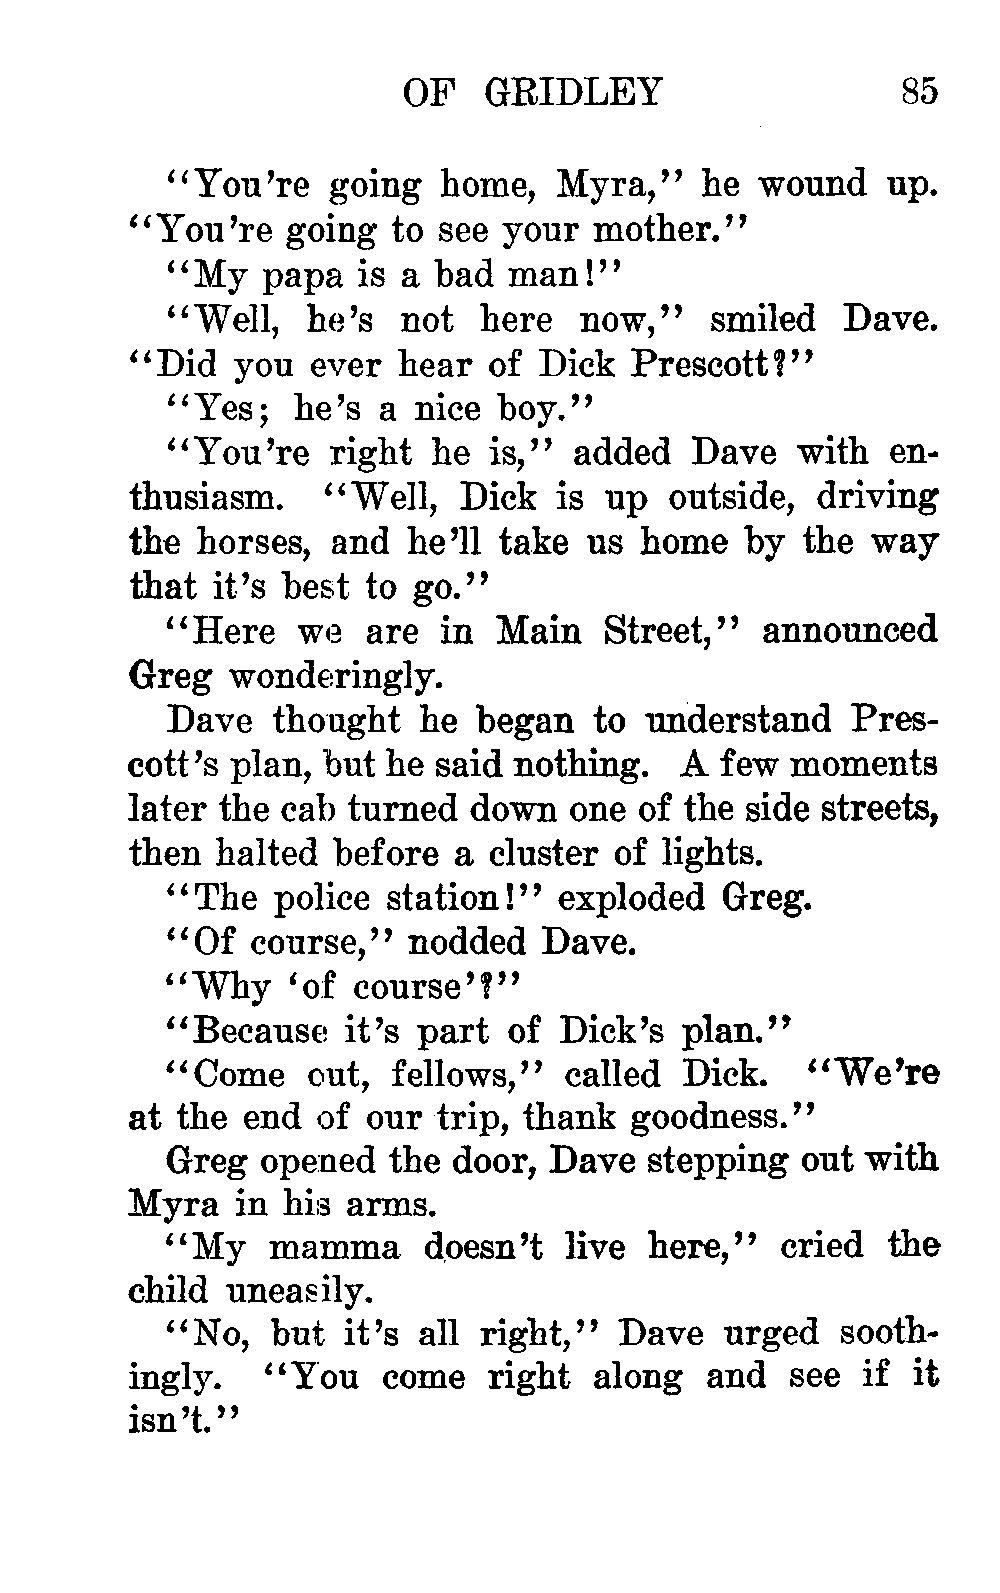 OF GRIDLEY 85
"You're going home, Myra," he wound up.
"You're going to see your mother."
"My papa is a bad man!"
"Well, he's not here now," smiled Dave.
"Did you ever hear of Dick Prescott?"
"Yes; he's a nice boy."
"You're right he is," added Dave with en-
thusiasm. "Well, Dick is up outside, driving
the horses, and he'll take us home by the way
that it's best to go."
"Here we are in Main Street," announced
Greg wonderingly.
Dave thought he began to understand Pres-
cott's plan, but he said nothing. A few moments
later the cab turned down one of the side streets,
then halted before a cluster of lights.
"The police station!" exploded Greg.
"Of course," nodded Dave.
"Why 'of course'?"
"Because it's part of Dick's plan."
"Come out, fellows," called Dick. "We're
at the end of our trip, thank goodness."
Greg opened the door, Dave stepping out with
Myra in his arms.
"My mamma doesn't live here," cried the
child uneasily.
"No, but it's all right," Dave urged sooth-
ingly. "You come right along and see if it
isn't."